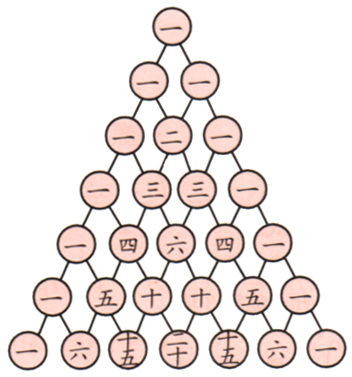 一
一 一
一 二 一
一 三 三 一
一 四 六 四 一
一 五 十 十 五 一
一 六 十五 二十 十五 六 一